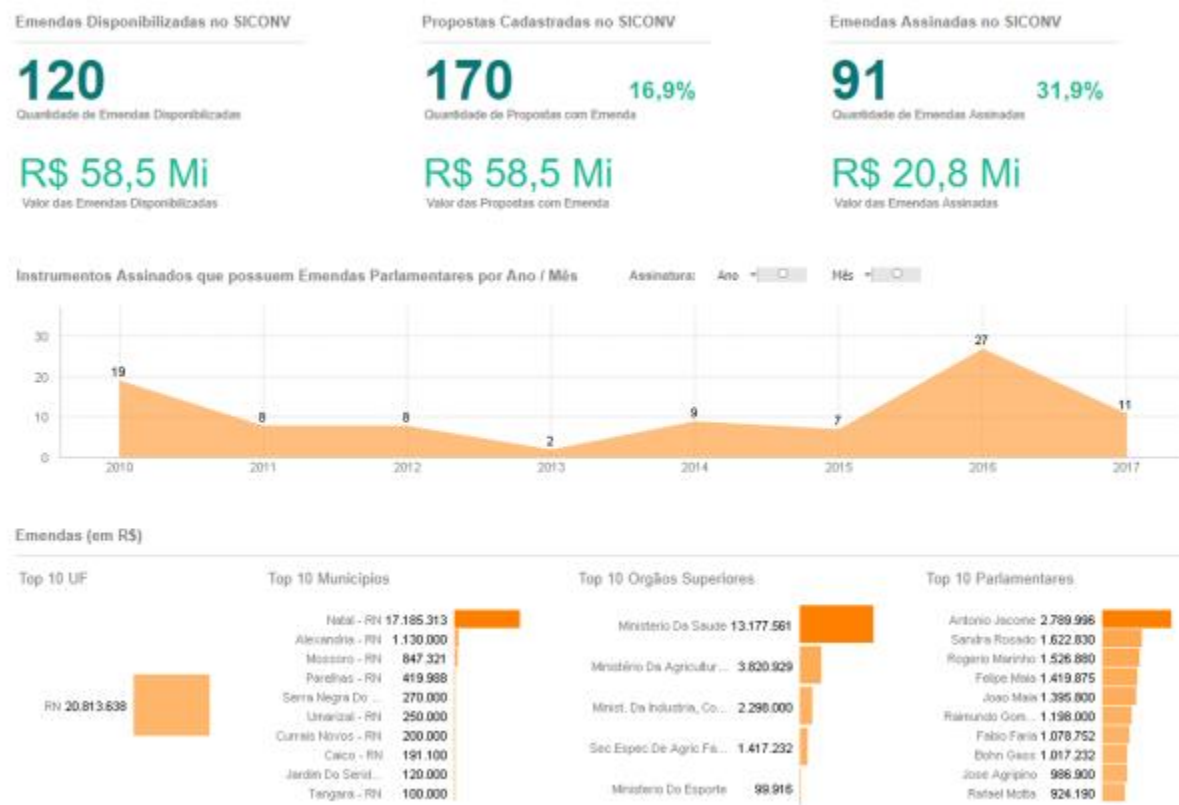 Emendas Disponibilizadas no SICONV
Propostas Cadastradas no SICONV
Emendas Assinadas no SICONV
120
170
16,9%
91
31,9%
Quantidade de Emendas Disponibilizadas
Quantidade de Propostas com Emenda
Quantidade de Emendas Assinadas
R$ 58,5 Mi
R$ 58,5 Mi
R$ 20,8 Mi
Valor das Emendas Disponibilizadas
Valor das Propostas com Emenda
Valor das Emendas Assinadas
Instrumentos Assinados que possuem Emendas Parlamentares por Ano / Mês
Assinatura: Ano Mês
30
20
10
0
19
8
8
2
9
7
27
11
2010
2011
2012
2013
2014
2015
2016
2017
Emendas (em R$)
Top 10 UF
RN 20.813.638
Top 10 Municípios
Natal - RN 17.185.313
Alexandria - RN 1.130.000
Mossoro - RN 847.321
Parelhas - RN 419.988
Serra Negra Do ... 270.000
Umarizal - RN 250.000
Currais Novos - RN 200.000
Caico - RN 191.100
Jardim Do Serid... 120.000
Tangara - RN 100.000
Top 10 Orgãos Superiores
Ministerio Da Saude 13.177.561
Ministério Da Agricultur... 3.820.929
Minist. Da Industria, Co... 2.298.000
Sec.Espec.De Agric.Fa... 1.417.232
Ministerio Do Esporte 99.916
Top 10 Parlamentares
Antonio Jacome 2.789.996
Sandra Rosado 1.622.830
Rogerio Marinho 1.526.880
Felipe Maia 1.419.875
Joao Maia 1.395.800
Raimundo Gom... 1.198.000
Fabio Faria 1.078.752
Bohn Gass 1.017.232
Jose Agripino 986.900
Rafael Motta 924.190